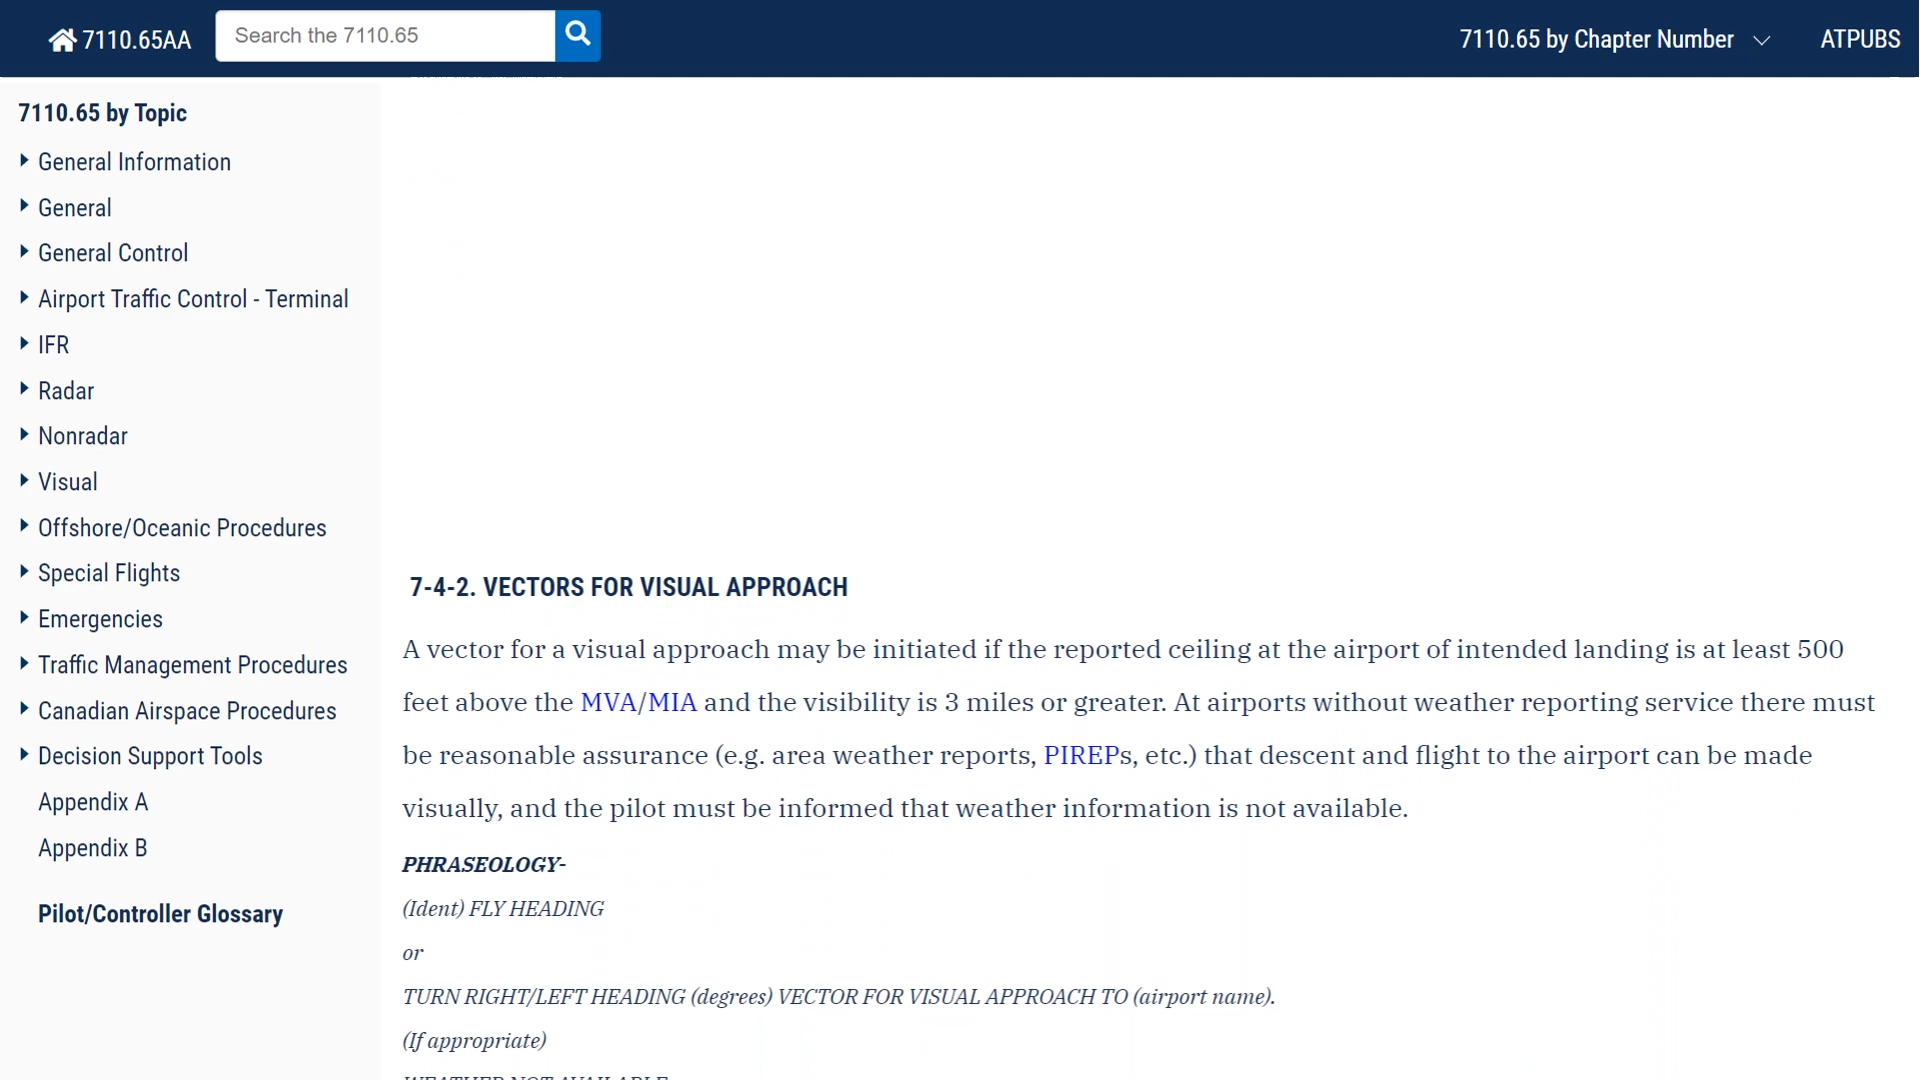 7110.65AA
Search the 7110.65
7110.65 by Chapter Number
ATPUBS
7110.65 by Topic
General Information
General
General Control
Airport Traffic Control - Terminal
IFR
Radar
Nonradar
Visual
Offshore/Oceanic Procedures
Special Flights
Emergencies
Traffic Management Procedures
Canadian Airspace Procedures
Decision Support Tools
Appendix A
Appendix B
Pilot/Controller Glossary
7-4-2. VECTORS FOR VISUAL APPROACH
A vector for a visual approach may be initiated if the reported ceiling at the airport of intended landing is at least 500
feet above the MVA/MIA and the visibility is 3 miles or greater. At airports without weather reporting service there must
be reasonable assurance (e.g. area weather reports, PIREPs, etc.) that descent and flight to the airport can be made
visually, and the pilot must be informed that weather information is not available.
PHRASEOLOGY-
(Ident) FLY HEADING
or
TURN RIGHT/LEFT HEADING (degrees) VECTOR FOR VISUAL APPROACH TO (airport name).
(If appropriate)
WEATHER NOT AVAILABLE